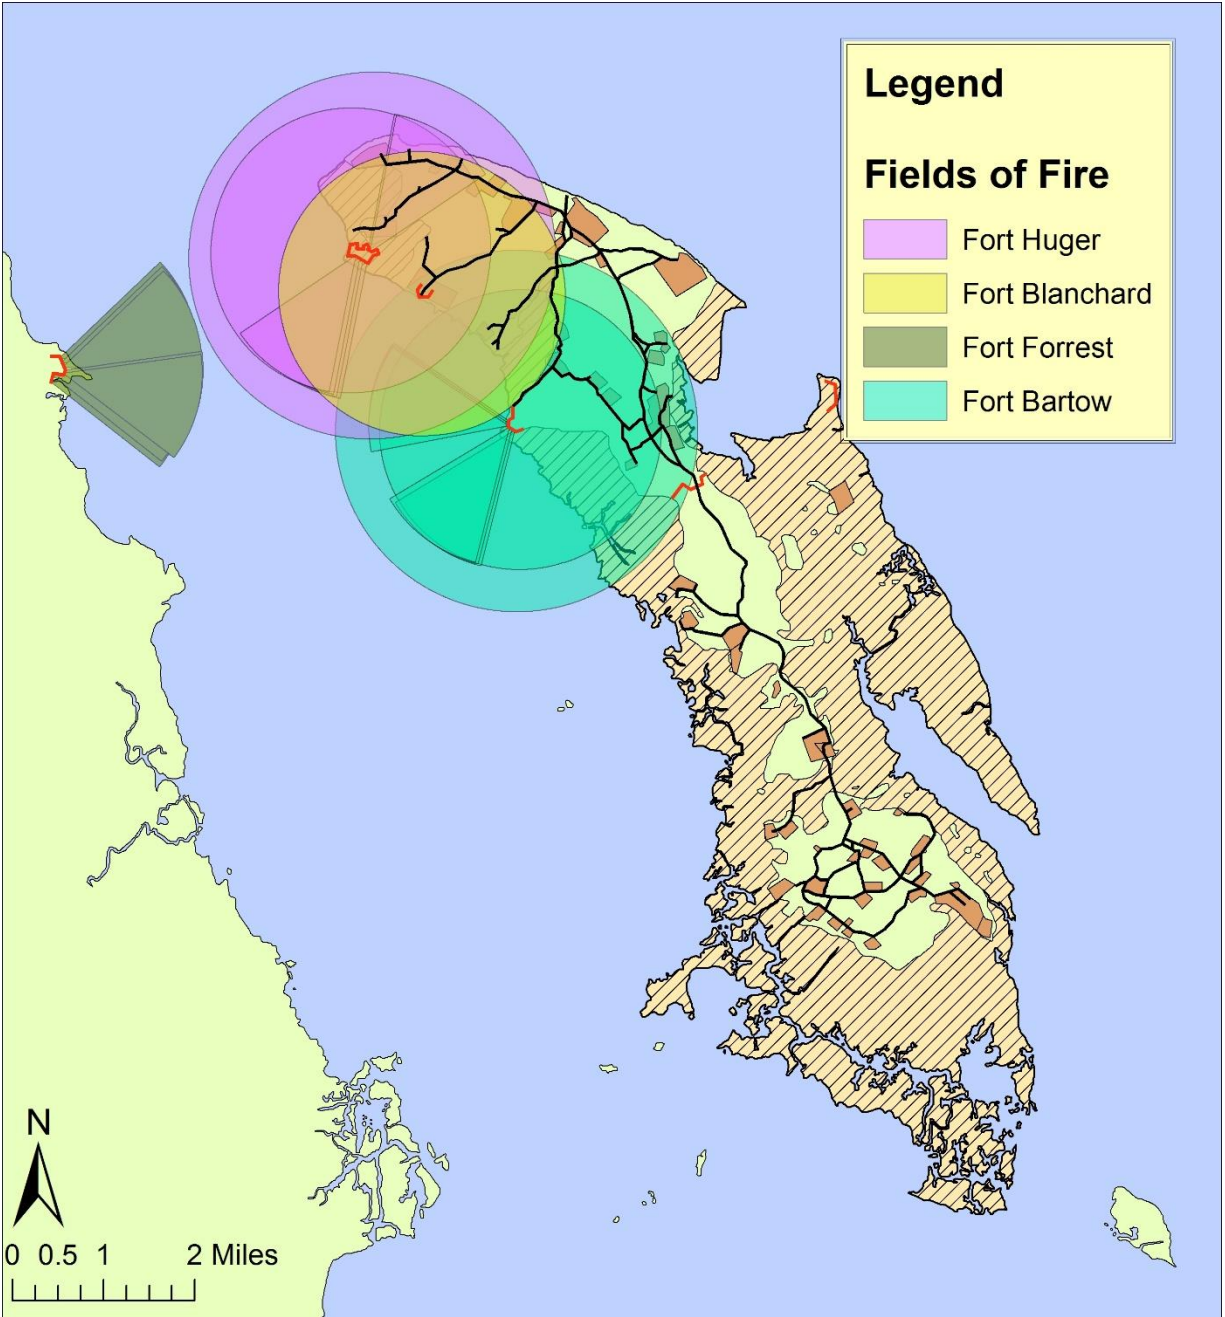 Legend
Fields of Fire
Fort Huger
Fort Blanchard
Fort Forrest
Fort Bartow
N
0 0.5 1 2 Miles